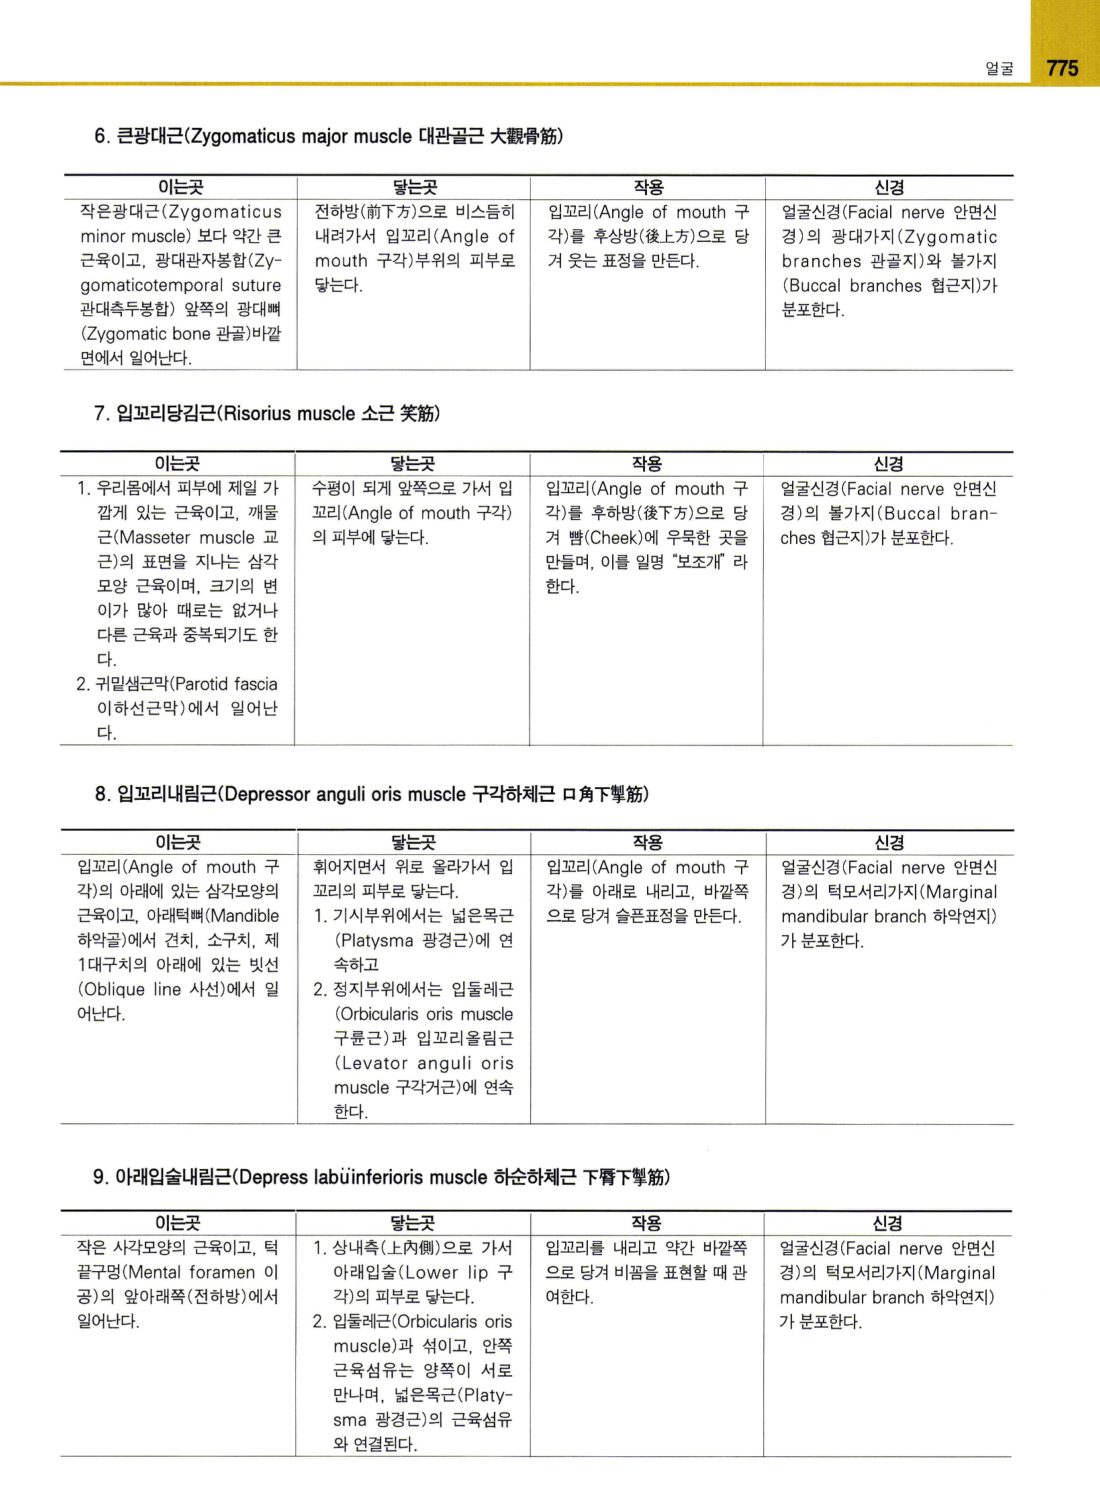 얼굴 775
6. 큰광대근(Zygomaticus major muscle 대관골근 大觀骨筋)
이는곳 닿는곳 작용 신경
작은광대근(Zygomaticus
minor muscle) 보다 약간 큰
근육이고, 광대관자봉합(Zy-
gomaticotemporal suture
관대측두봉합) 앞쪽의 광대뼈
(Zygomatic bone 관골)바깥
면에서 일어난다.
전하방(前下方)으로 비스듬히
내려가서 입꼬리(Angle of
mouth 구각)부위의 피부로
닿는다.
입꼬리(Angle of mouth 구
각)를 후상방(後上方)으로 당
겨 웃는 표정을 만든다.
얼굴신경(Facial nerve 안면신
경)의 광대가지(Zygomatic
branches 관골지)와 볼가지
(Buccal branches 협근지)가
분포한다.
7. 입꼬리당김근(Risorius muscle 소근 笑筋)
이는곳 닿는곳 작용 신경
1. 우리몸에서 피부에 제일 가
깝게 있는 근육이고, 깨물
근(Masseter muscle 교
근)의 표면을 지나는 삼각
모양 근육이며, 크기의 변
이가 많아 때로는 없거나
다른 근육과 중복되기도 한
다.
2. 귀밑샘근막(Parotid fascia
이하선근막)에서 일어난
다.
수평이 되게 앞쪽으로 가서 입
꼬리(Angle of mouth 구각)
의 피부에 닿는다.
입꼬리(Angle of mouth 구
각)를 후하방(後下方)으로 당
겨 뺨(Cheek)에 우묵한 곳을
만들며, 이를 일명 “보조개” 라
한다.
얼굴신경(Facial nerve 안면신
경)의 볼가지(Buccal bran-
ches 협근지)가 분포한다.
8. 입꼬리내림근(Depressor anguli oris muscle 구각하체근 口角下掣筋)
이는곳 닿는곳 작용 신경
입꼬리(Angle of mouth 구
각)의 아래에 있는 삼각모양의
근육이고, 아래턱뼈(Mandible
하악골)에서 견치, 소구치, 제
1대구치의 아래에 있는 빗선
(Oblique line 사선)에서 일
어난다.
휘어지면서 위로 올라가서 입
꼬리의 피부로 닿는다.
1. 기시부위에서는 넓은목근
(Platysma 광경근)에 연
속하고
2. 정지부위에서는 입둘레근
(Orbicularis oris muscle
구륜근)과 입꼬리올림근
(Levator anguli oris
muscle 구각거근)에 연속
한다.
입꼬리(Angle of mouth 구
각)를 아래로 내리고, 바깥쪽
으로 당겨 슬픈표정을 만든다.
얼굴신경(Facial nerve 안면신
경)의 턱모서리가지(Marginal
mandibular branch 하악연지)
가 분포한다.
9. 아래입술내림근(Depress labüinferioris muscle 하순하체근 下脣下掣筋)
이는곳 닿는곳 작용 신경
작은 사각모양의 근육이고, 턱
끝구멍(Mental foramen 이
공)의 앞아래쪽(전하방)에서
일어난다.
1. 상내측(上內側)으로 가서
아래입술(Lower lip 구
각)의 피부로 닿는다.
2. 입둘레근(Orbicularis oris
muscle)과 섞이고, 안쪽
근육섬유는 양쪽이 서로
만나며, 넓은목근(Platy-
sma 광경근)의 근육섬유
와 연결된다.
입꼬리를 내리고 약간 바깥쪽
으로 당겨 비꼼을 표현할 때 관
여한다.
얼굴신경(Facial nerve 안면신
경)의 턱모서리가지(Marginal
mandibular branch 하악연지)
가 분포한다.